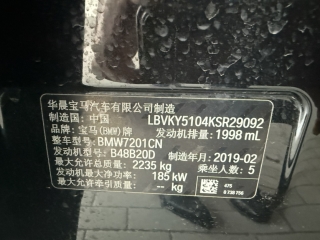 华晨宝马汽车有限公司制造
制造国: 中国 LBVKY5104KSR29092
品牌: 宝马(BMW)牌 发动机排量: 1998 mL
整车型号: BMW7201CN
发动机型号: B48B20D 制造年月: 2019-02
最大允许总质量: 2235 kg 乘坐人数: 5
发动机最大净功率: 185 kW
最大允许牵引质量: - kg
475